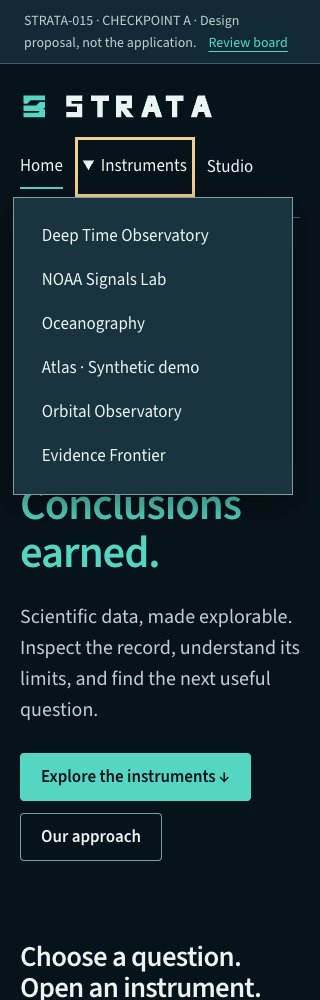 STRATA-015 · CHECKPOINT A · Design
proposal, not the application. Review board
STRATA
Home ▼ Instruments Studio
Deep Time Observatory
NOAA Signals Lab
Oceanography
Atlas · Synthetic demo
Orbital Observatory
Evidence Frontier
Conclusions
earned.
Scientific data, made explorable.
Inspect the record, understand its
limits, and find the next useful
question.
Explore the instruments ↓
Our approach
Choose a question.
Open an instrument.